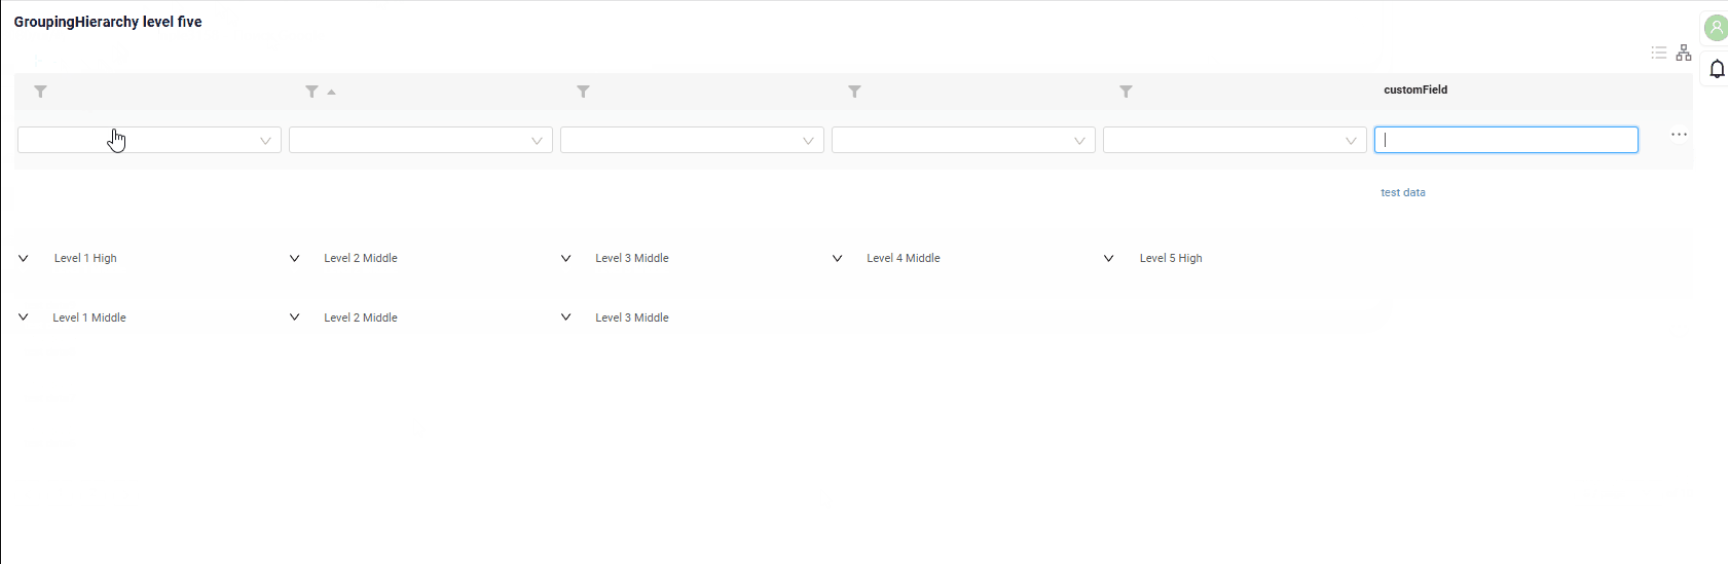 GroupingHierarchy level five
customField
test data
Level 1 High Level 2 Middle Level 3 Middle Level 4 Middle Level 5 High
Level 1 Middle Level 2 Middle Level 3 Middle